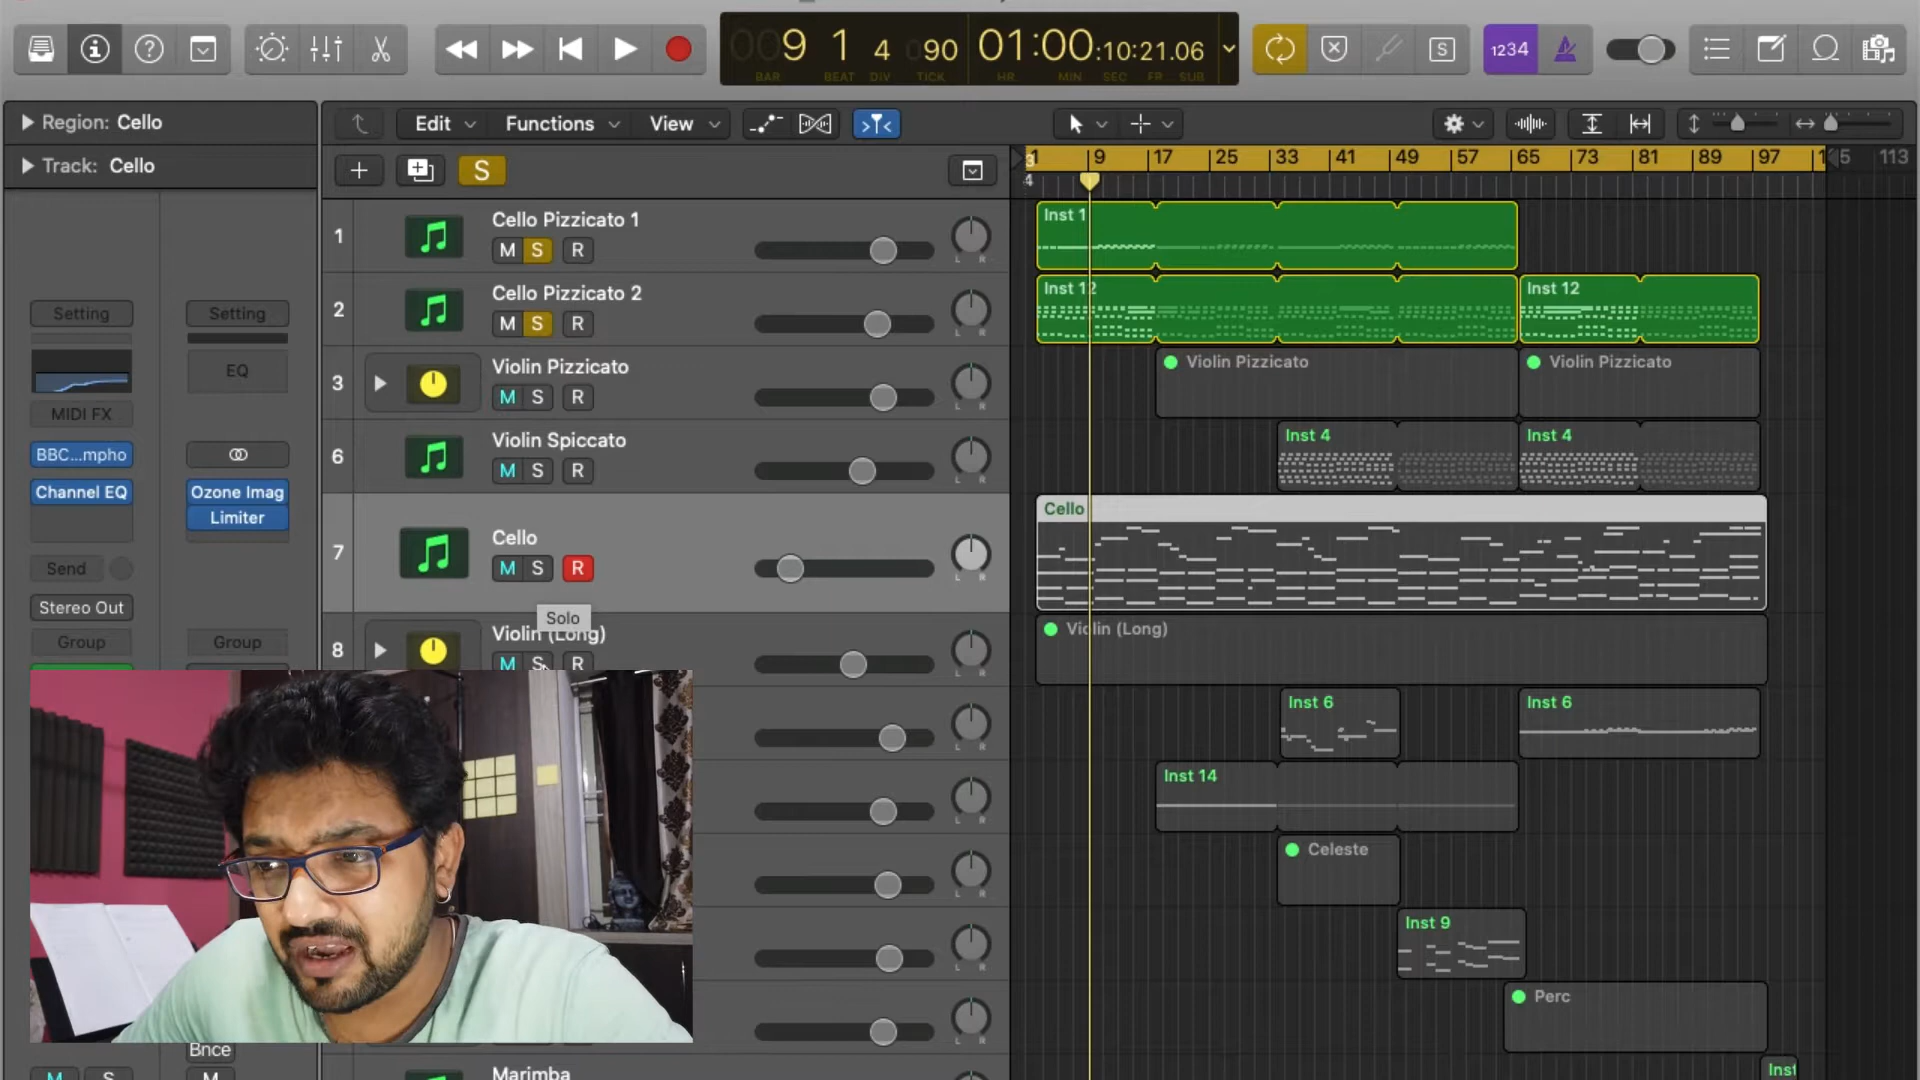 009 1 4 090 01:00:10:21.06
BAR BEAT DIV TICK HR MIN SEC FR SUB
S
1234
Region: Cello
Track: Cello
Edit Functions View
S
1 9 17 25 33 41 49 57 65 73 81 89 97 113
3
4
Setting Setting
EQ
MIDI FX
BBC...mpho
Channel EQ
Ozone Imag
Limiter
Send
Stereo Out
Group Group
Bnce
M S M
1 Cello Pizzicato 1
M S R
L R
2 Cello Pizzicato 2
M S R
L R
3 Violin Pizzicato
M S R
L R
6 Violin Spiccato
M S R
L R
7 Cello
M S R
L R
Solo
8 Violin (Long)
M S R
L R
L R
L R
L R
L R
L R
Marimba
Inst 1
Inst 12 Inst 12
Violin Pizzicato Violin Pizzicato
Inst 4 Inst 4
Cello
Violin (Long)
Inst 6 Inst 6
Inst 14
Celeste
Inst 9
Perc
Inst